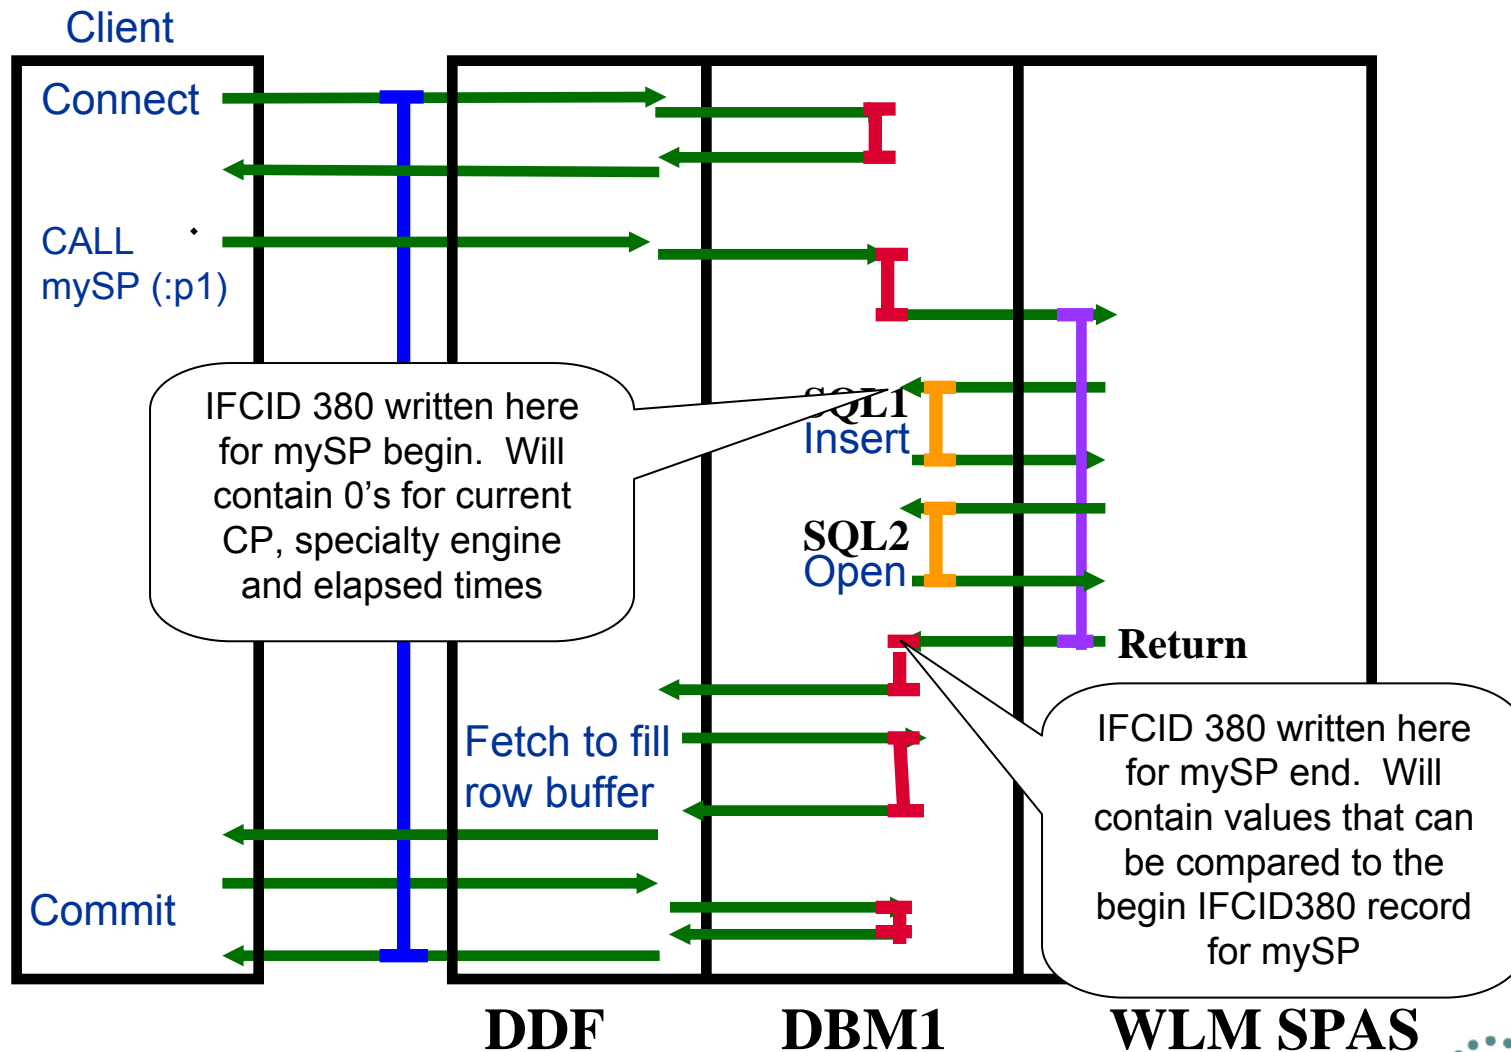 Client
Connect
CALL
mySP (:p1)
IFCID 380 written here
for mySP begin.  Will
contain 0's for current
CP, specialty engine
and elapsed times
SQL1
Insert
SQL2
Open
Return
Fetch to fill
row buffer
IFCID 380 written here
for mySP end.  Will
contain values that can
be compared to the
begin IFCID380 record
for mySP
Commit
DDF
DBM1
WLM SPAS